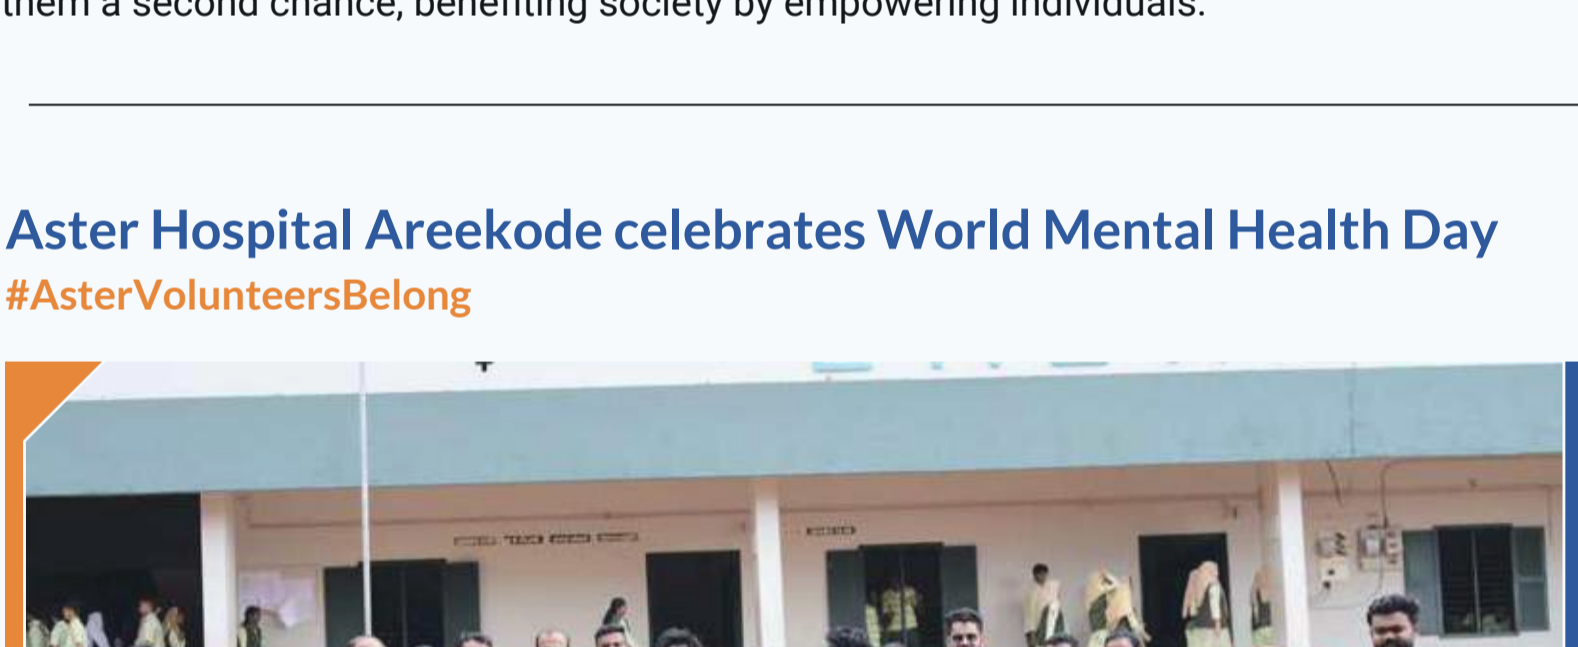 them a second chance, benefiting society by empowering individuals.
Aster Hospital Areekode celebrates World Mental Health Day
#AsterVolunteersBelong